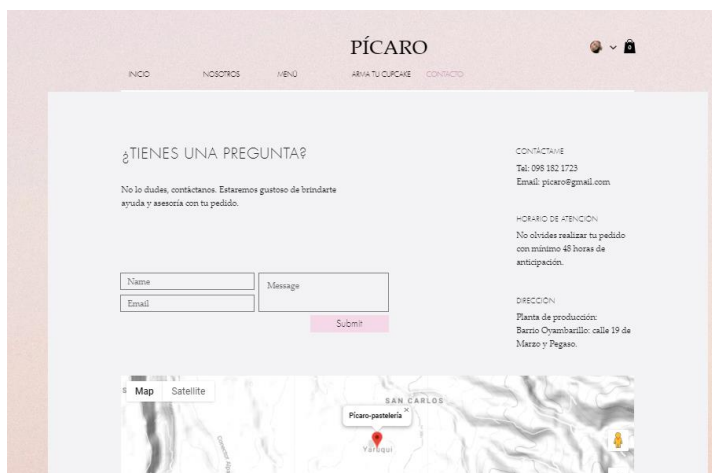 PÍCARO
0
INICIO NOSOTROS MENÚ ARMA TU CUPCAKE CONTACTO
¿TIENES UNA PREGUNTA?
No lo dudes, contáctanos. Estaremos gustoso de brindarte
ayuda y asesoría con tu pedido.
Name
Email
Message
Submit
CONTÁCTAME
Tel: 098 182 1723
Email: picaro@gmail.com
HORARIO DE ATENCIÓN
No olvides realizar tu pedido
con mínimo 48 horas de
anticipación.
DIRECCIÓN
Planta de producción:
Barrio Oyambarillo: calle 19 de
Marzo y Pegaso.
Map Satellite
SAN CARLOS
Pícaro-pastelería
Yaruquí